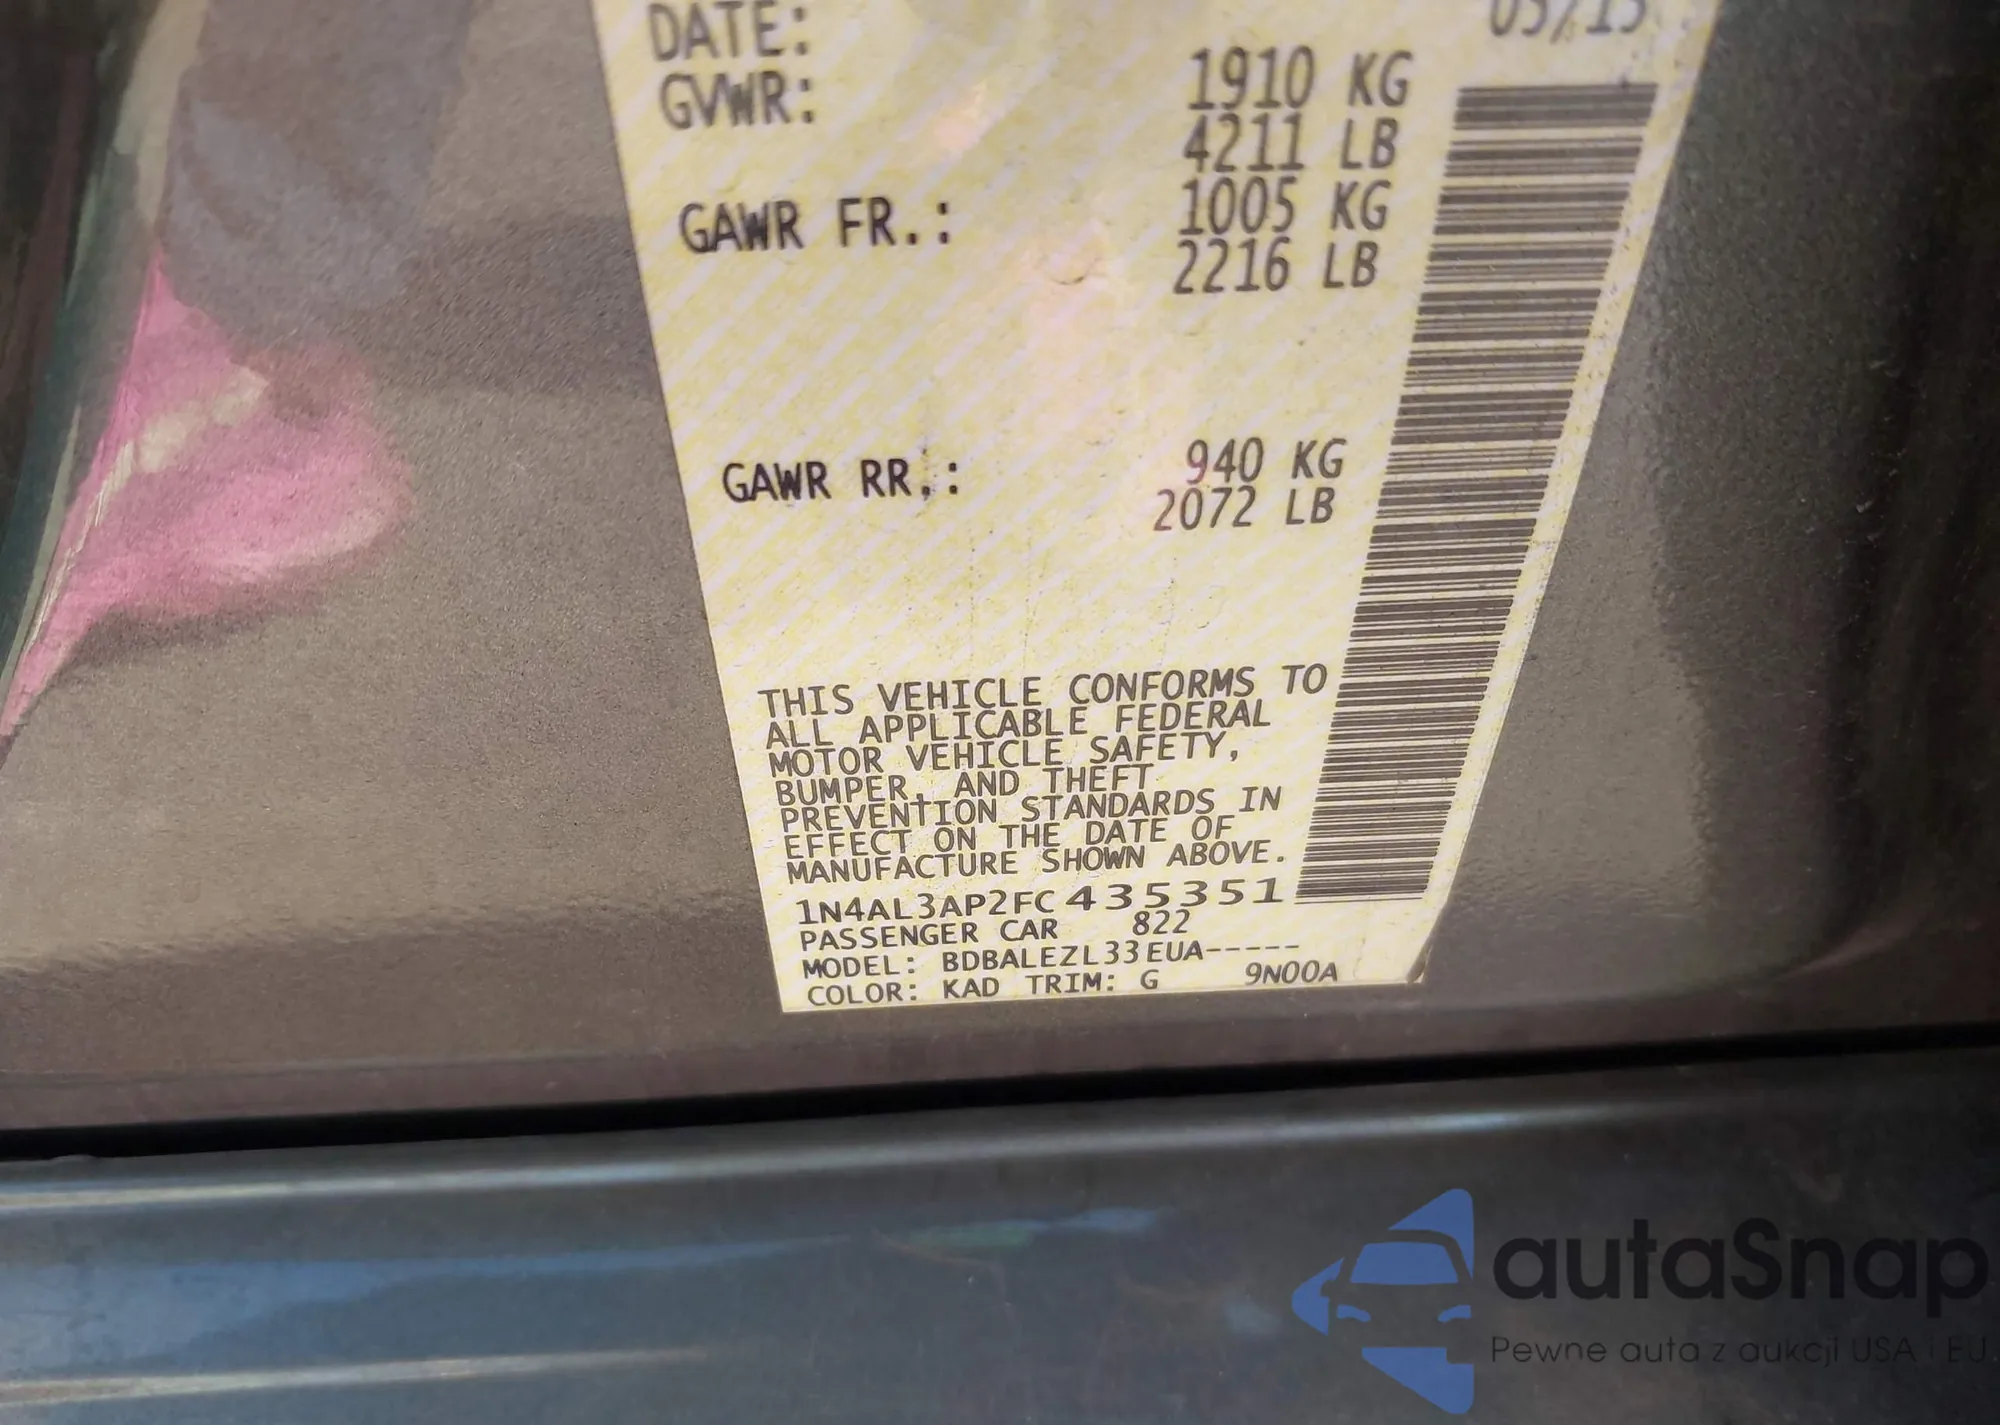 DATE: 05/15
GVWR: 1910 KG
4211 LB
GAWR FR.: 1005 KG
2216 LB
GAWR RR.: 940 KG
2072 LB
THIS VEHICLE CONFORMS TO
ALL APPLICABLE FEDERAL
MOTOR VEHICLE SAFETY,
BUMPER, AND THEFT
PREVENTION STANDARDS IN
EFFECT ON THE DATE OF
MANUFACTURE SHOWN ABOVE.
1N4AL3AP2FC435351
PASSENGER CAR 822
MODEL: BDBALEZL33EUA-----
COLOR: KAD TRIM: G 9N00A
autaSnap
Pewne auta z aukcji USA i EU